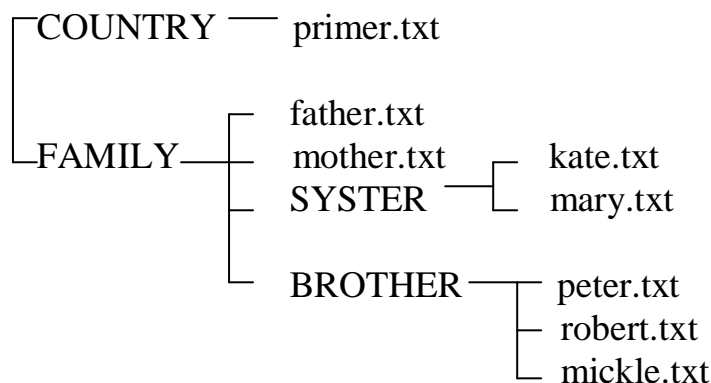 COUNTRY primer.txt
father.txt
FAMILY mother.txt kate.txt
SYSTER mary.txt
BROTHER peter.txt
robert.txt
mickle.txt